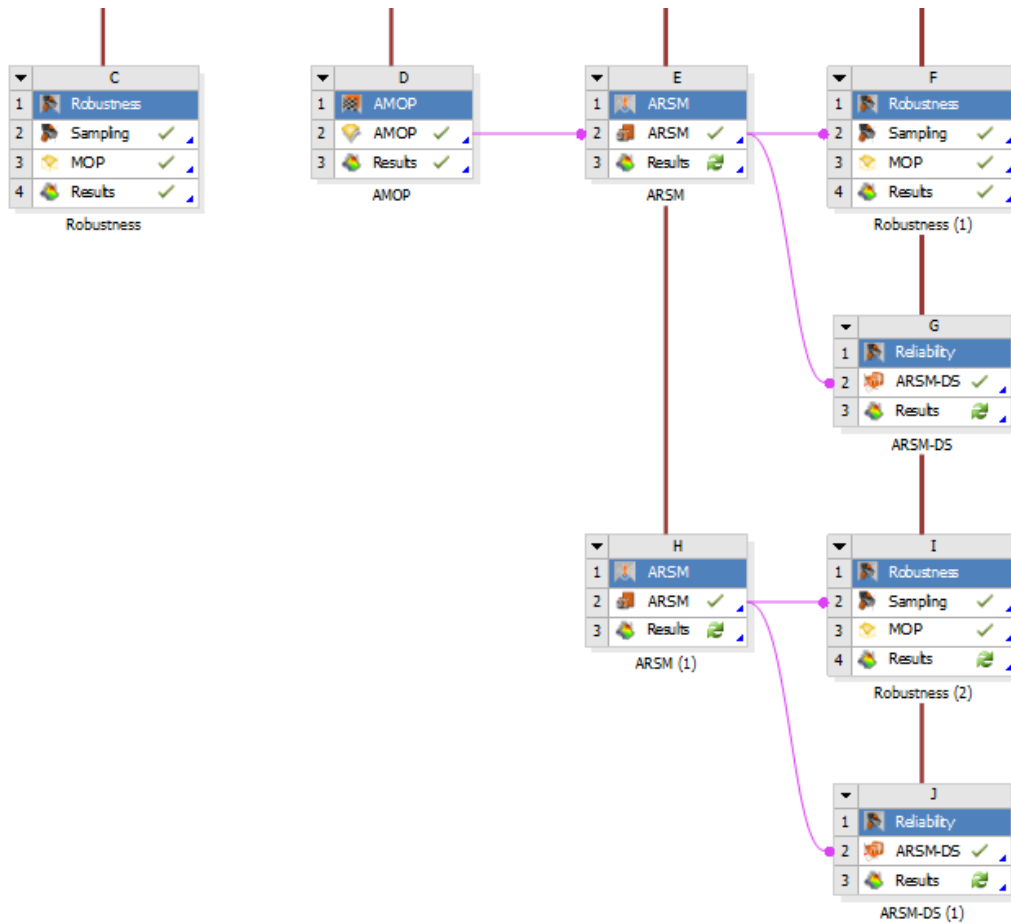 C
1 Robustness
2 Sampling
3 MOP
4 Results
Robustness
D
1 AMOP
2 AMOP
3 Results
AMOP
E
1 ARSM
2 ARSM
3 Results
ARSM
F
1 Robustness
2 Sampling
3 MOP
4 Results
Robustness (1)
G
1 Reliability
2 ARSM-DS
3 Results
ARSM-DS
H
1 ARSM
2 ARSM
3 Results
ARSM (1)
I
1 Robustness
2 Sampling
3 MOP
4 Results
Robustness (2)
J
1 Reliability
2 ARSM-DS
3 Results
ARSM-DS (1)